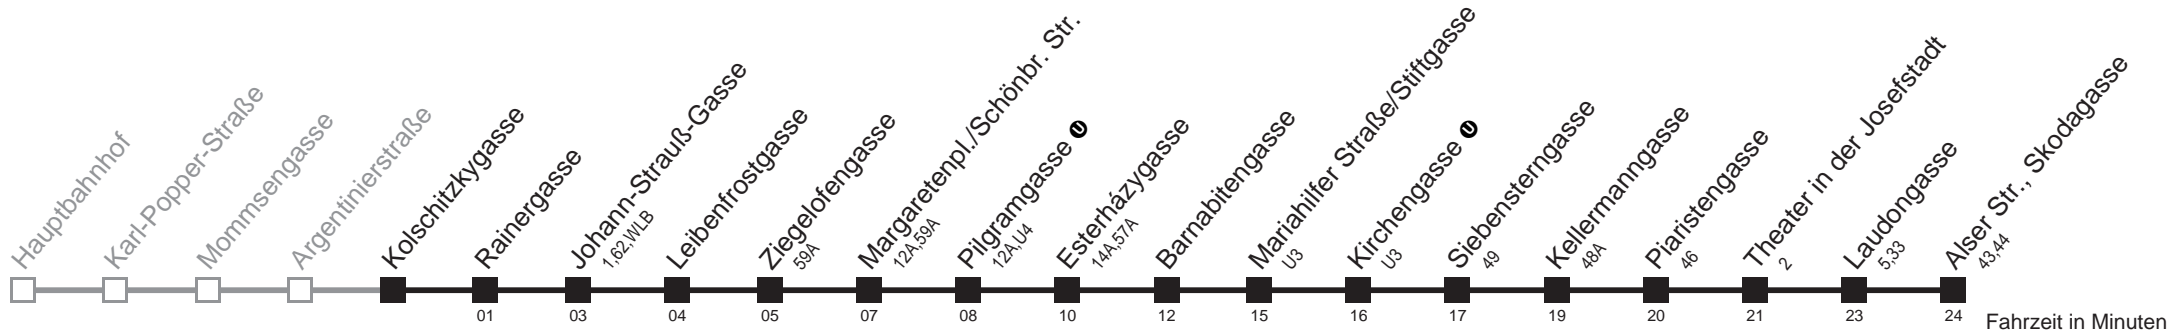 Hauptbahnhof
Karl-Popper-Straße
Mommsengasse
Argentinierstraße
Kolschitzkygasse
Rainergasse
Johann-Strauß-Gasse
1,62,WLB
Leibenfrostgasse
Ziegelofengasse
59A
Margaretenpl./Schönbr. Str.
12A,59A
Pilgramgasse U
12A,U4
Esterházygasse
14A,57A
Barnabitengasse
Mariahilfer Straße/Stiftgasse
U3
Kirchengasse U
U3
Siebensterngasse
49
Kellermanngasse
48A
Piaristengasse
46
Theater in der Josefstadt
2
Laudongasse
5,33
Alser Str., Skodagasse
43,44
01 03 04 05 07 08 10 12 15 16 17 19 20 21 23 24 Fahrzeit in Minuten